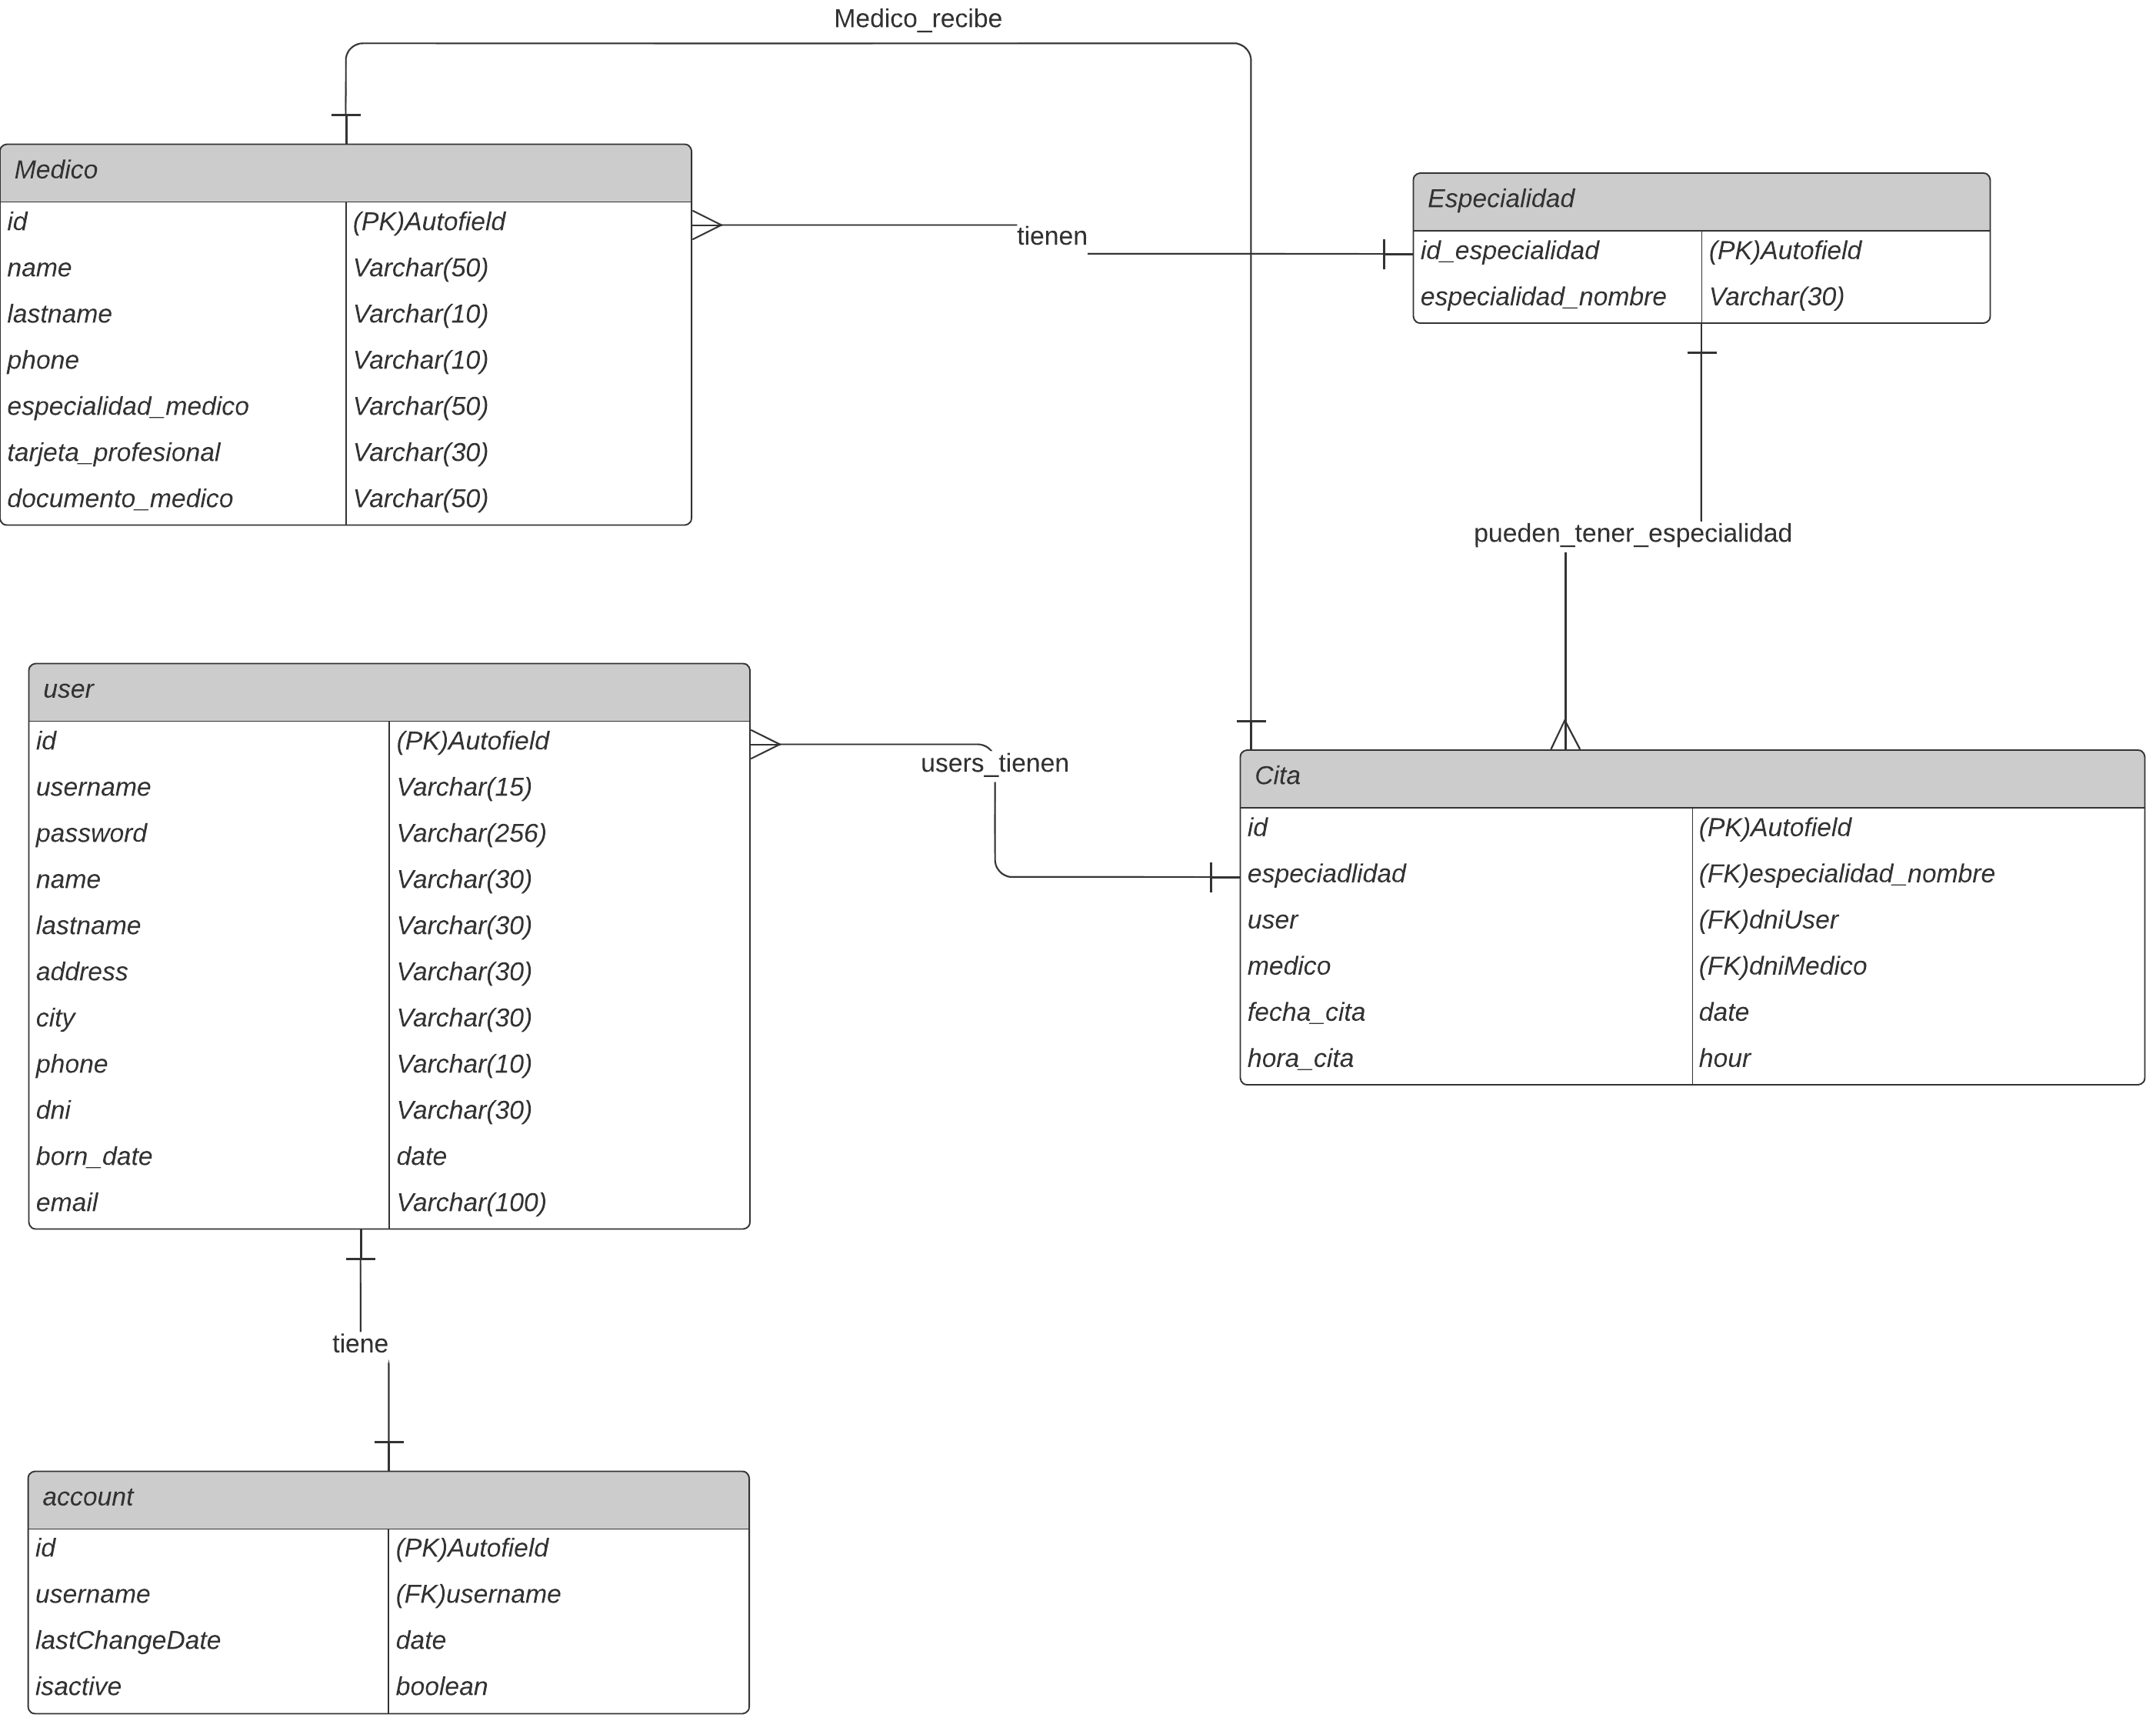 Medico_recibe
Medico
id (PK)Autofield
name Varchar(50)
lastname Varchar(10)
phone Varchar(10)
especialidad_medico Varchar(50)
tarjeta_profesional Varchar(30)
documento_medico Varchar(50)
tienen
Especialidad
id_especialidad (PK)Autofield
especialidad_nombre Varchar(30)
pueden_tener_especialidad
user
id (PK)Autofield
username Varchar(15)
password Varchar(256)
name Varchar(30)
lastname Varchar(30)
address Varchar(30)
city Varchar(30)
phone Varchar(10)
dni Varchar(30)
born_date date
email Varchar(100)
users_tienen
Cita
id (PK)Autofield
especiadlidad (FK)especialidad_nombre
user (FK)dniUser
medico (FK)dniMedico
fecha_cita date
hora_cita hour
tiene
account
id (PK)Autofield
username (FK)username
lastChangeDate date
isactive boolean